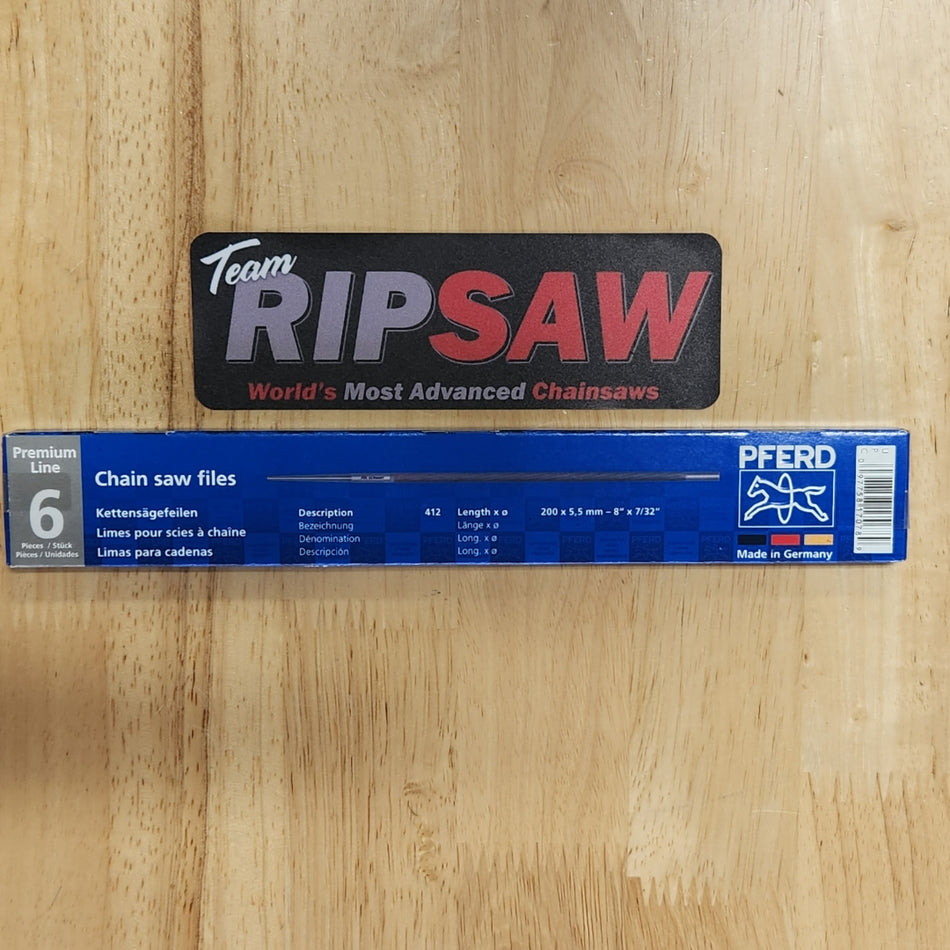 Team
RIPSAW
World's Most Advanced Chainsaws
Premium
Line
6
Pieces / Stück
Pièces / Unidades
Chain saw files
Kettensägefeilen
Limes pour scies à chaîne
Limas para cadenas
Description 412 Length x ø 200 x 5,5 mm – 8" x 7/32"
Bezeichnung Länge x ø
Dénomination Long. x ø
Descripción Long. x ø
PFERD
Made in Germany